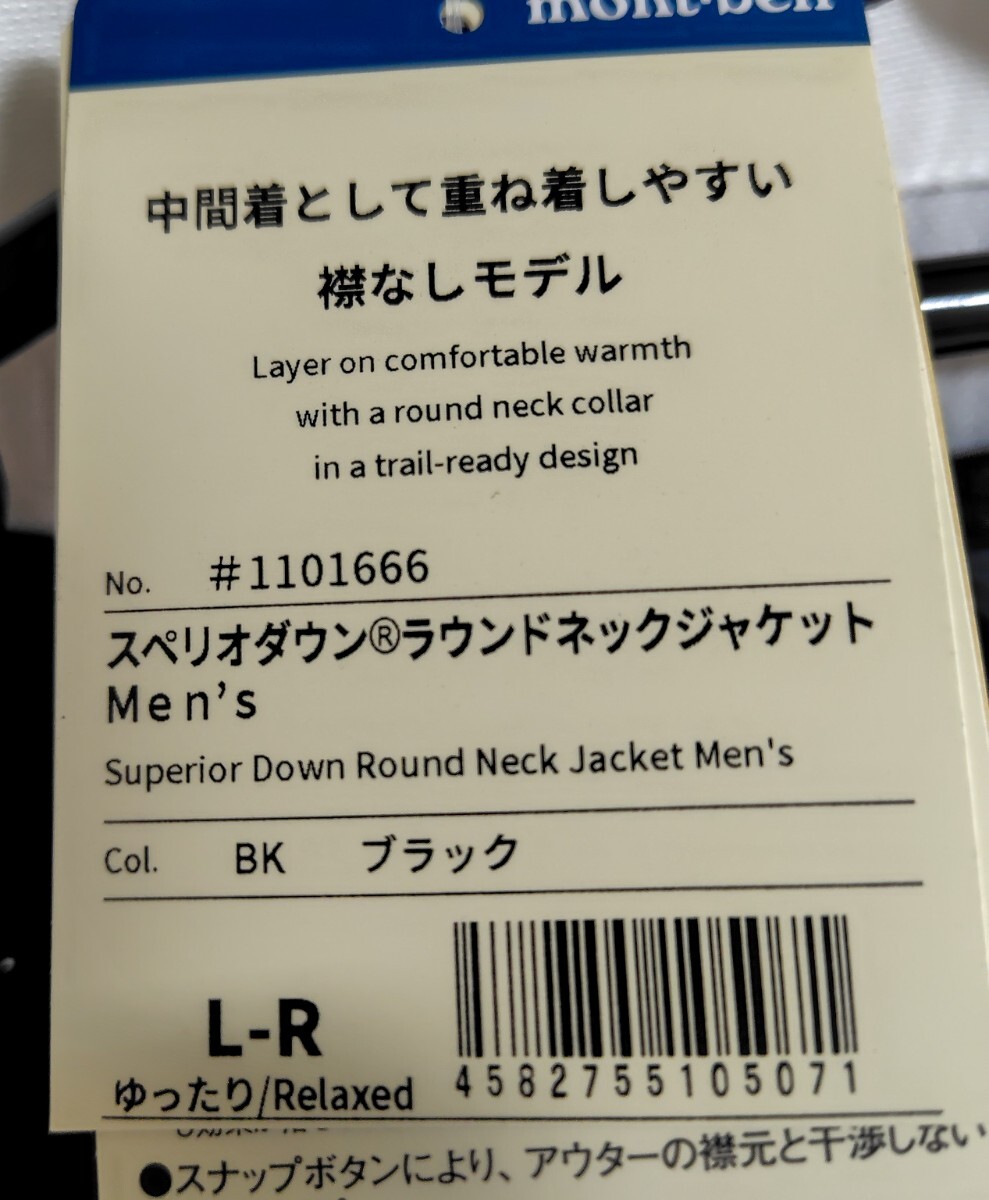 mont-bell
中間着として重ね着しやすい
襟なしモデル
Layer on comfortable warmth
with a round neck collar
in a trail-ready design
No. #1101666
スペリオダウン®ラウンドネックジャケット
Men's
Superior Down Round Neck Jacket Men's
Col. BK ブラック
L-R
ゆったり/Relaxed
4582755105071
●スナップボタンにより、アウターの襟元と干渉しない